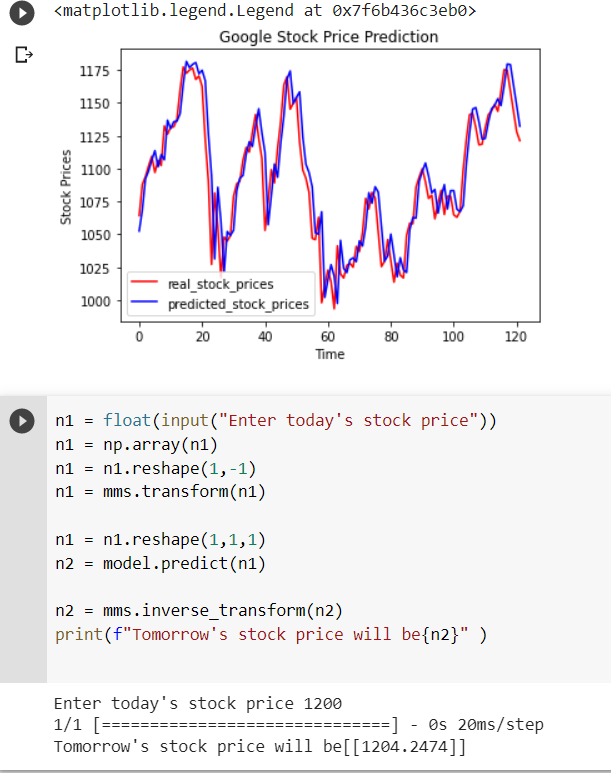 <matplotlib.legend.Legend at 0x7f6b436c3eb0>
Google Stock Price Prediction
1175
1150
1125
1100
1075
1050
1025
1000
Stock Prices
real_stock_prices
predicted_stock_prices
0 20 40 60 80 100 120
Time
n1 = float(input("Enter today's stock price"))
n1 = np.array(n1)
n1 = n1.reshape(1,-1)
n1 = mms.transform(n1)
n1 = n1.reshape(1,1,1)
n2 = model.predict(n1)
n2 = mms.inverse_transform(n2)
print(f"Tomorrow's stock price will be{n2}" )
Enter today's stock price 1200
1/1 [==============================] - 0s 20ms/step
Tomorrow's stock price will be[[1204.2474]]